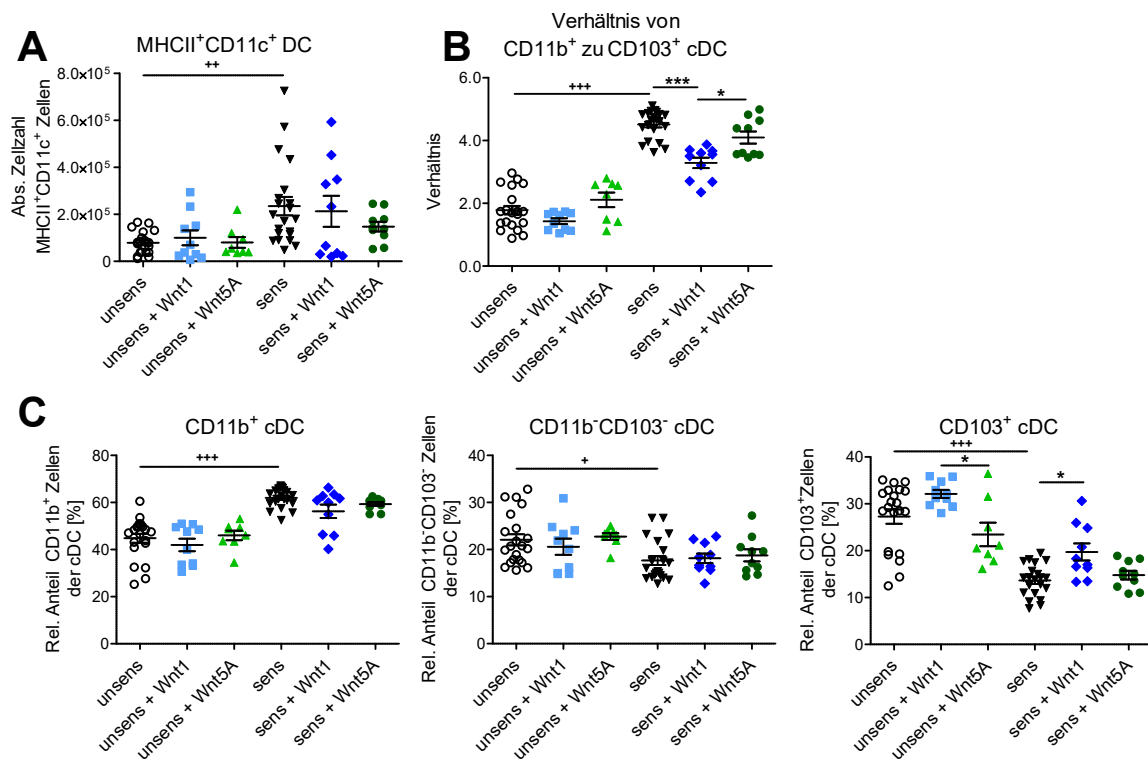 A
MHCII⁺CD11c⁺ DC
Abs. Zellzahl
MHCII⁺CD11c⁺ Zellen
++
8.0×10⁵
6.0×10⁵
4.0×10⁵
2.0×10⁵
0
unsens
unsens + Wnt1
unsens + Wnt5A
sens
sens + Wnt1
sens + Wnt5A
B
Verhältnis von
CD11b⁺ zu CD103⁺ cDC
Verhältnis
+++
***
*
6.0
4.0
2.0
0.0
unsens
unsens + Wnt1
unsens + Wnt5A
sens
sens + Wnt1
sens + Wnt5A
C
CD11b⁺ cDC
Rel. Anteil CD11b⁺ Zellen
der cDC [%]
+++
80
60
40
20
0
unsens
unsens + Wnt1
unsens + Wnt5A
sens
sens + Wnt1
sens + Wnt5A
CD11b⁻CD103⁻ cDC
Rel. Anteil CD11b⁻CD103⁻ Zellen
der cDC [%]
+
40
30
20
10
0
unsens
unsens + Wnt1
unsens + Wnt5A
sens
sens + Wnt1
sens + Wnt5A
CD103⁺ cDC
Rel. Anteil CD103⁺Zellen
der cDC [%]
+++
*
*
40
30
20
10
0
unsens
unsens + Wnt1
unsens + Wnt5A
sens
sens + Wnt1
sens + Wnt5A